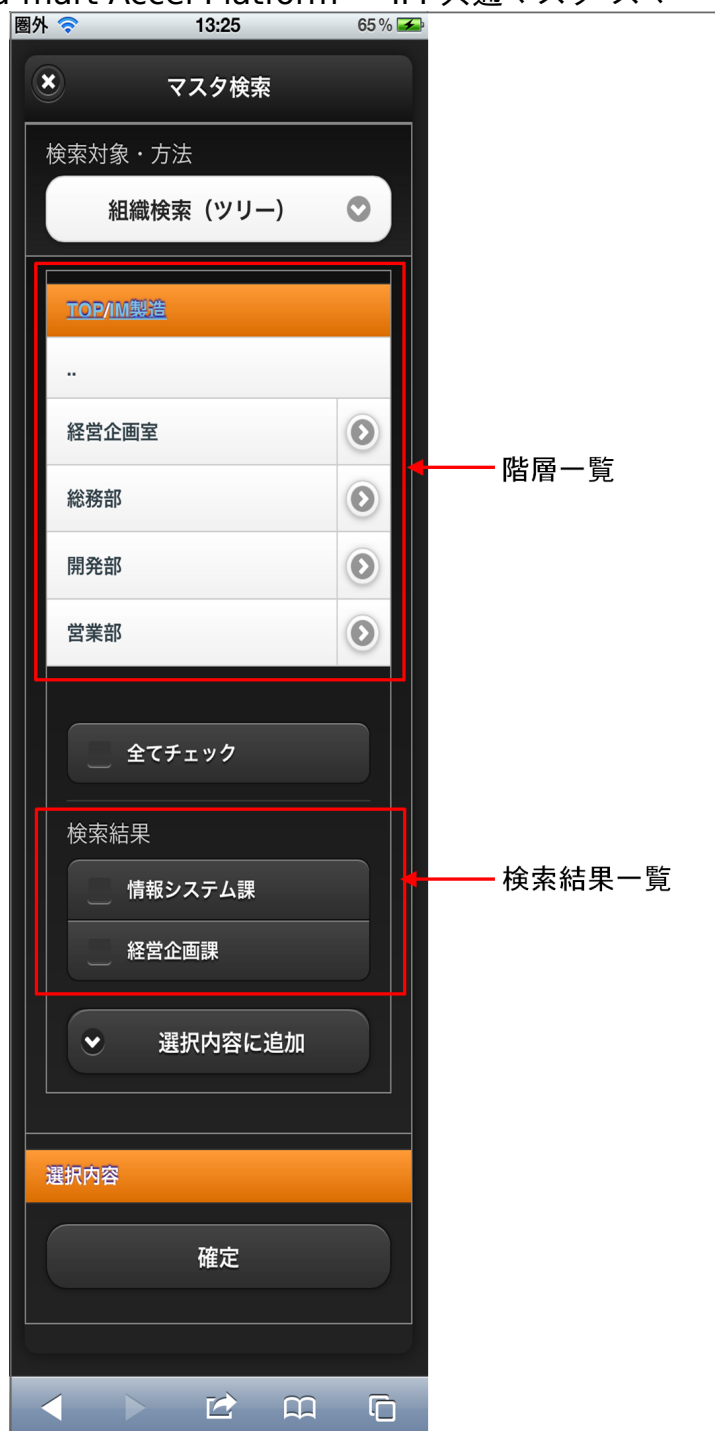 圏外 13:25 65%
マスタ検索
検索対象・方法
組織検索（ツリー）
TOP/IM製造
..
経営企画室
総務部
開発部
営業部
階層一覧
全てチェック
検索結果
情報システム課
検索結果一覧
経営企画課
選択内容に追加
選択内容
確定